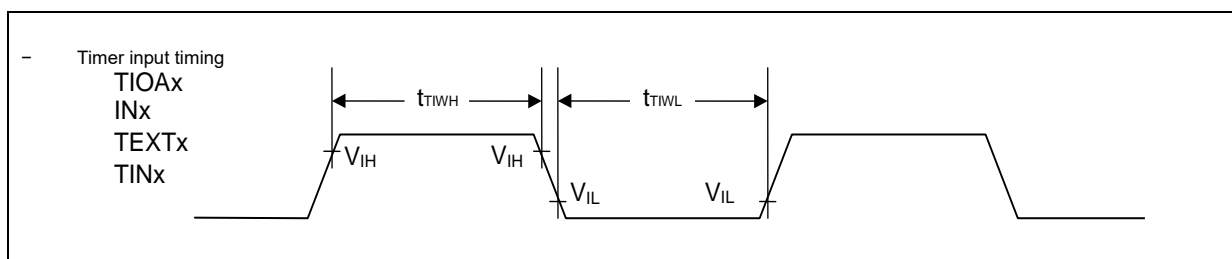 – Timer input timing
TIOAx
INx
TEXTx
TINx
tTIWH
tTIWL
VIH
VIH
VIL
VIL